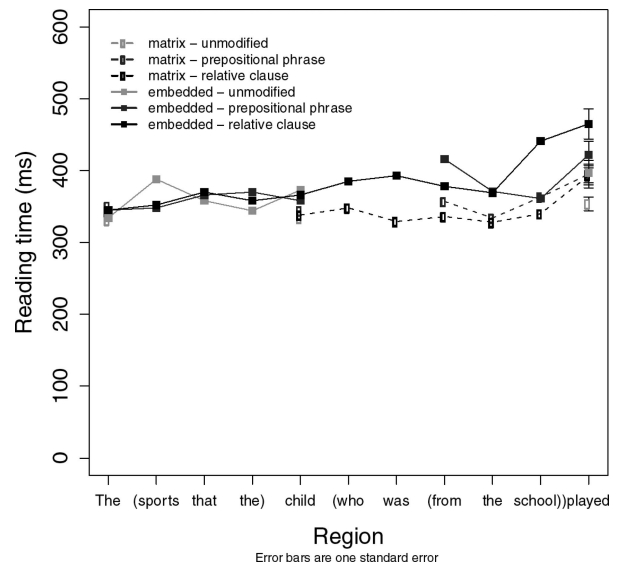 600
500
400
300
200
100
0
Reading time (ms)
matrix – unmodified
matrix – prepositional phrase
matrix – relative clause
embedded – unmodified
embedded – prepositional phrase
embedded – relative clause
The (sports that the) child (who was (from the school))played
Region
Error bars are one standard error